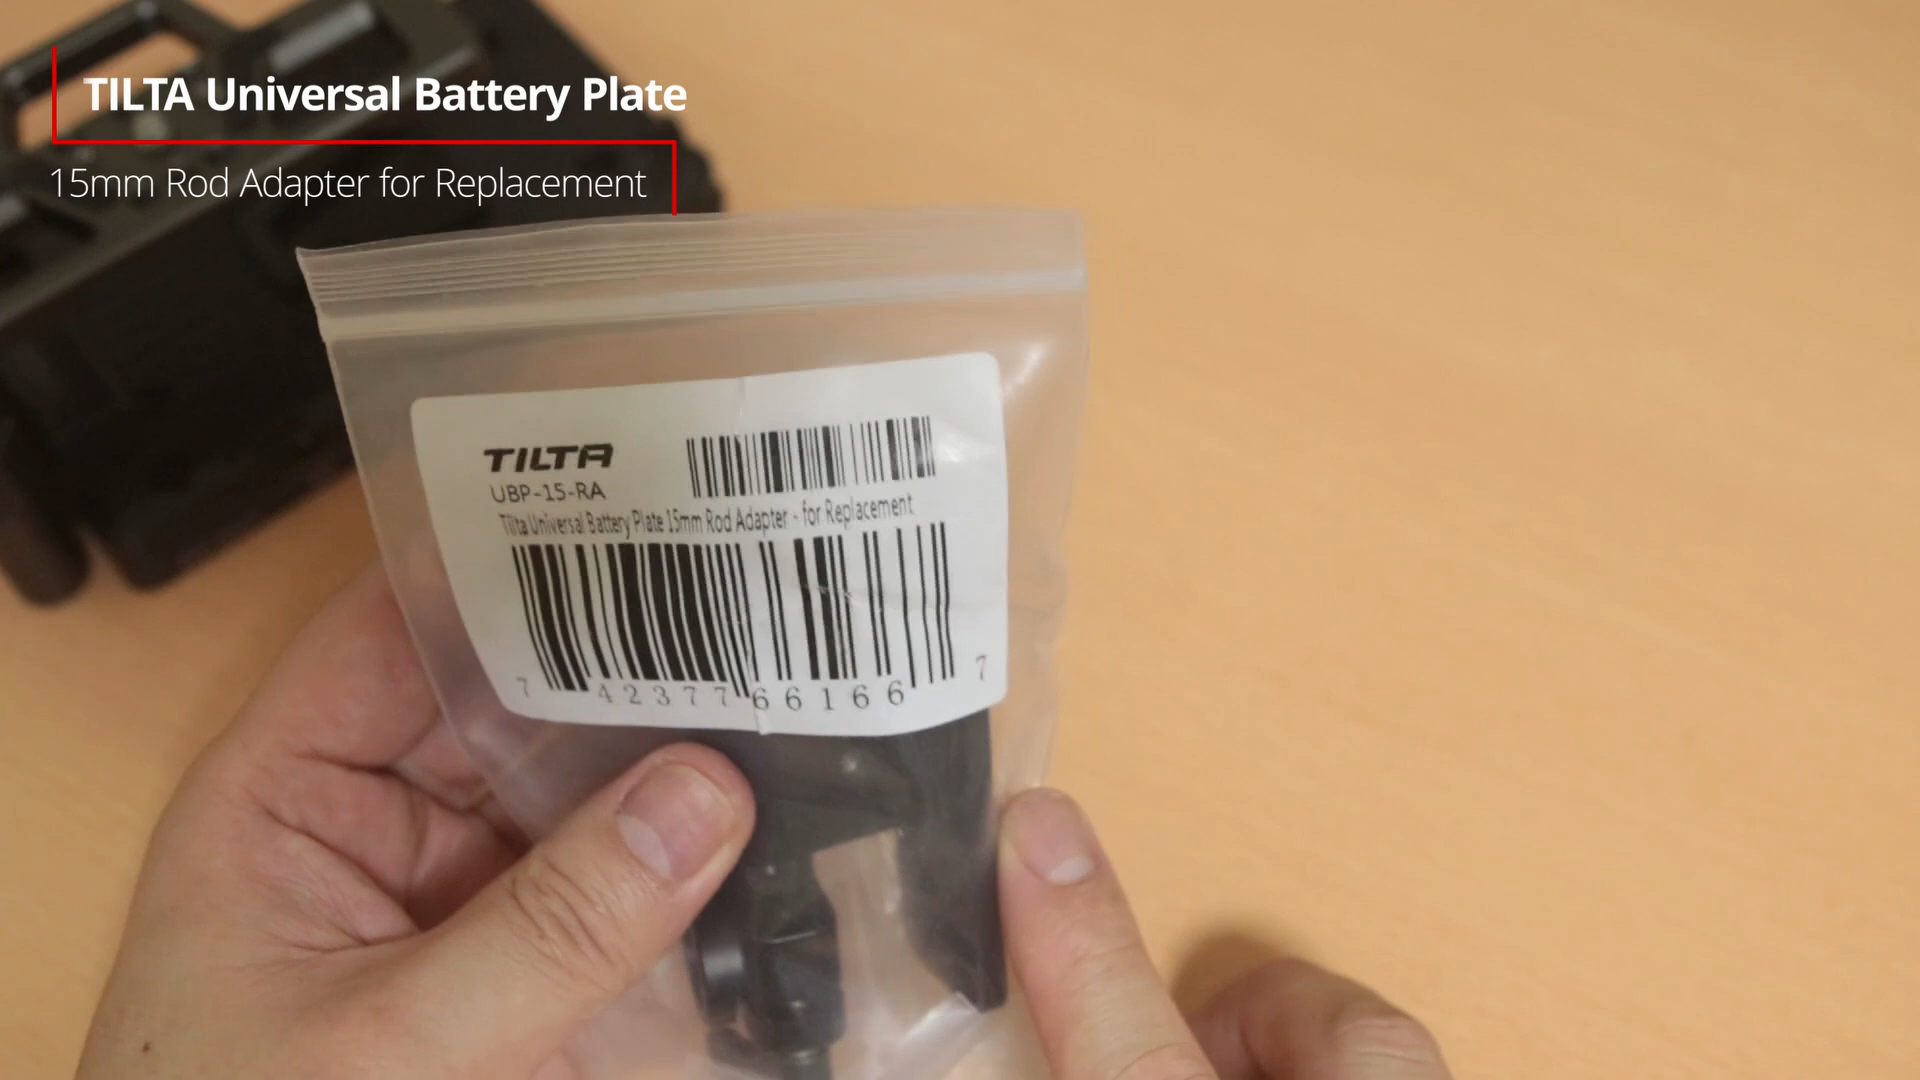 TILTA Universal Battery Plate
15mm Rod Adapter for Replacement
TILTA
UBP-15-RA
Tilta Universal Battery Plate 15mm Rod Adapter - for Replacement
7 42377 66166 7